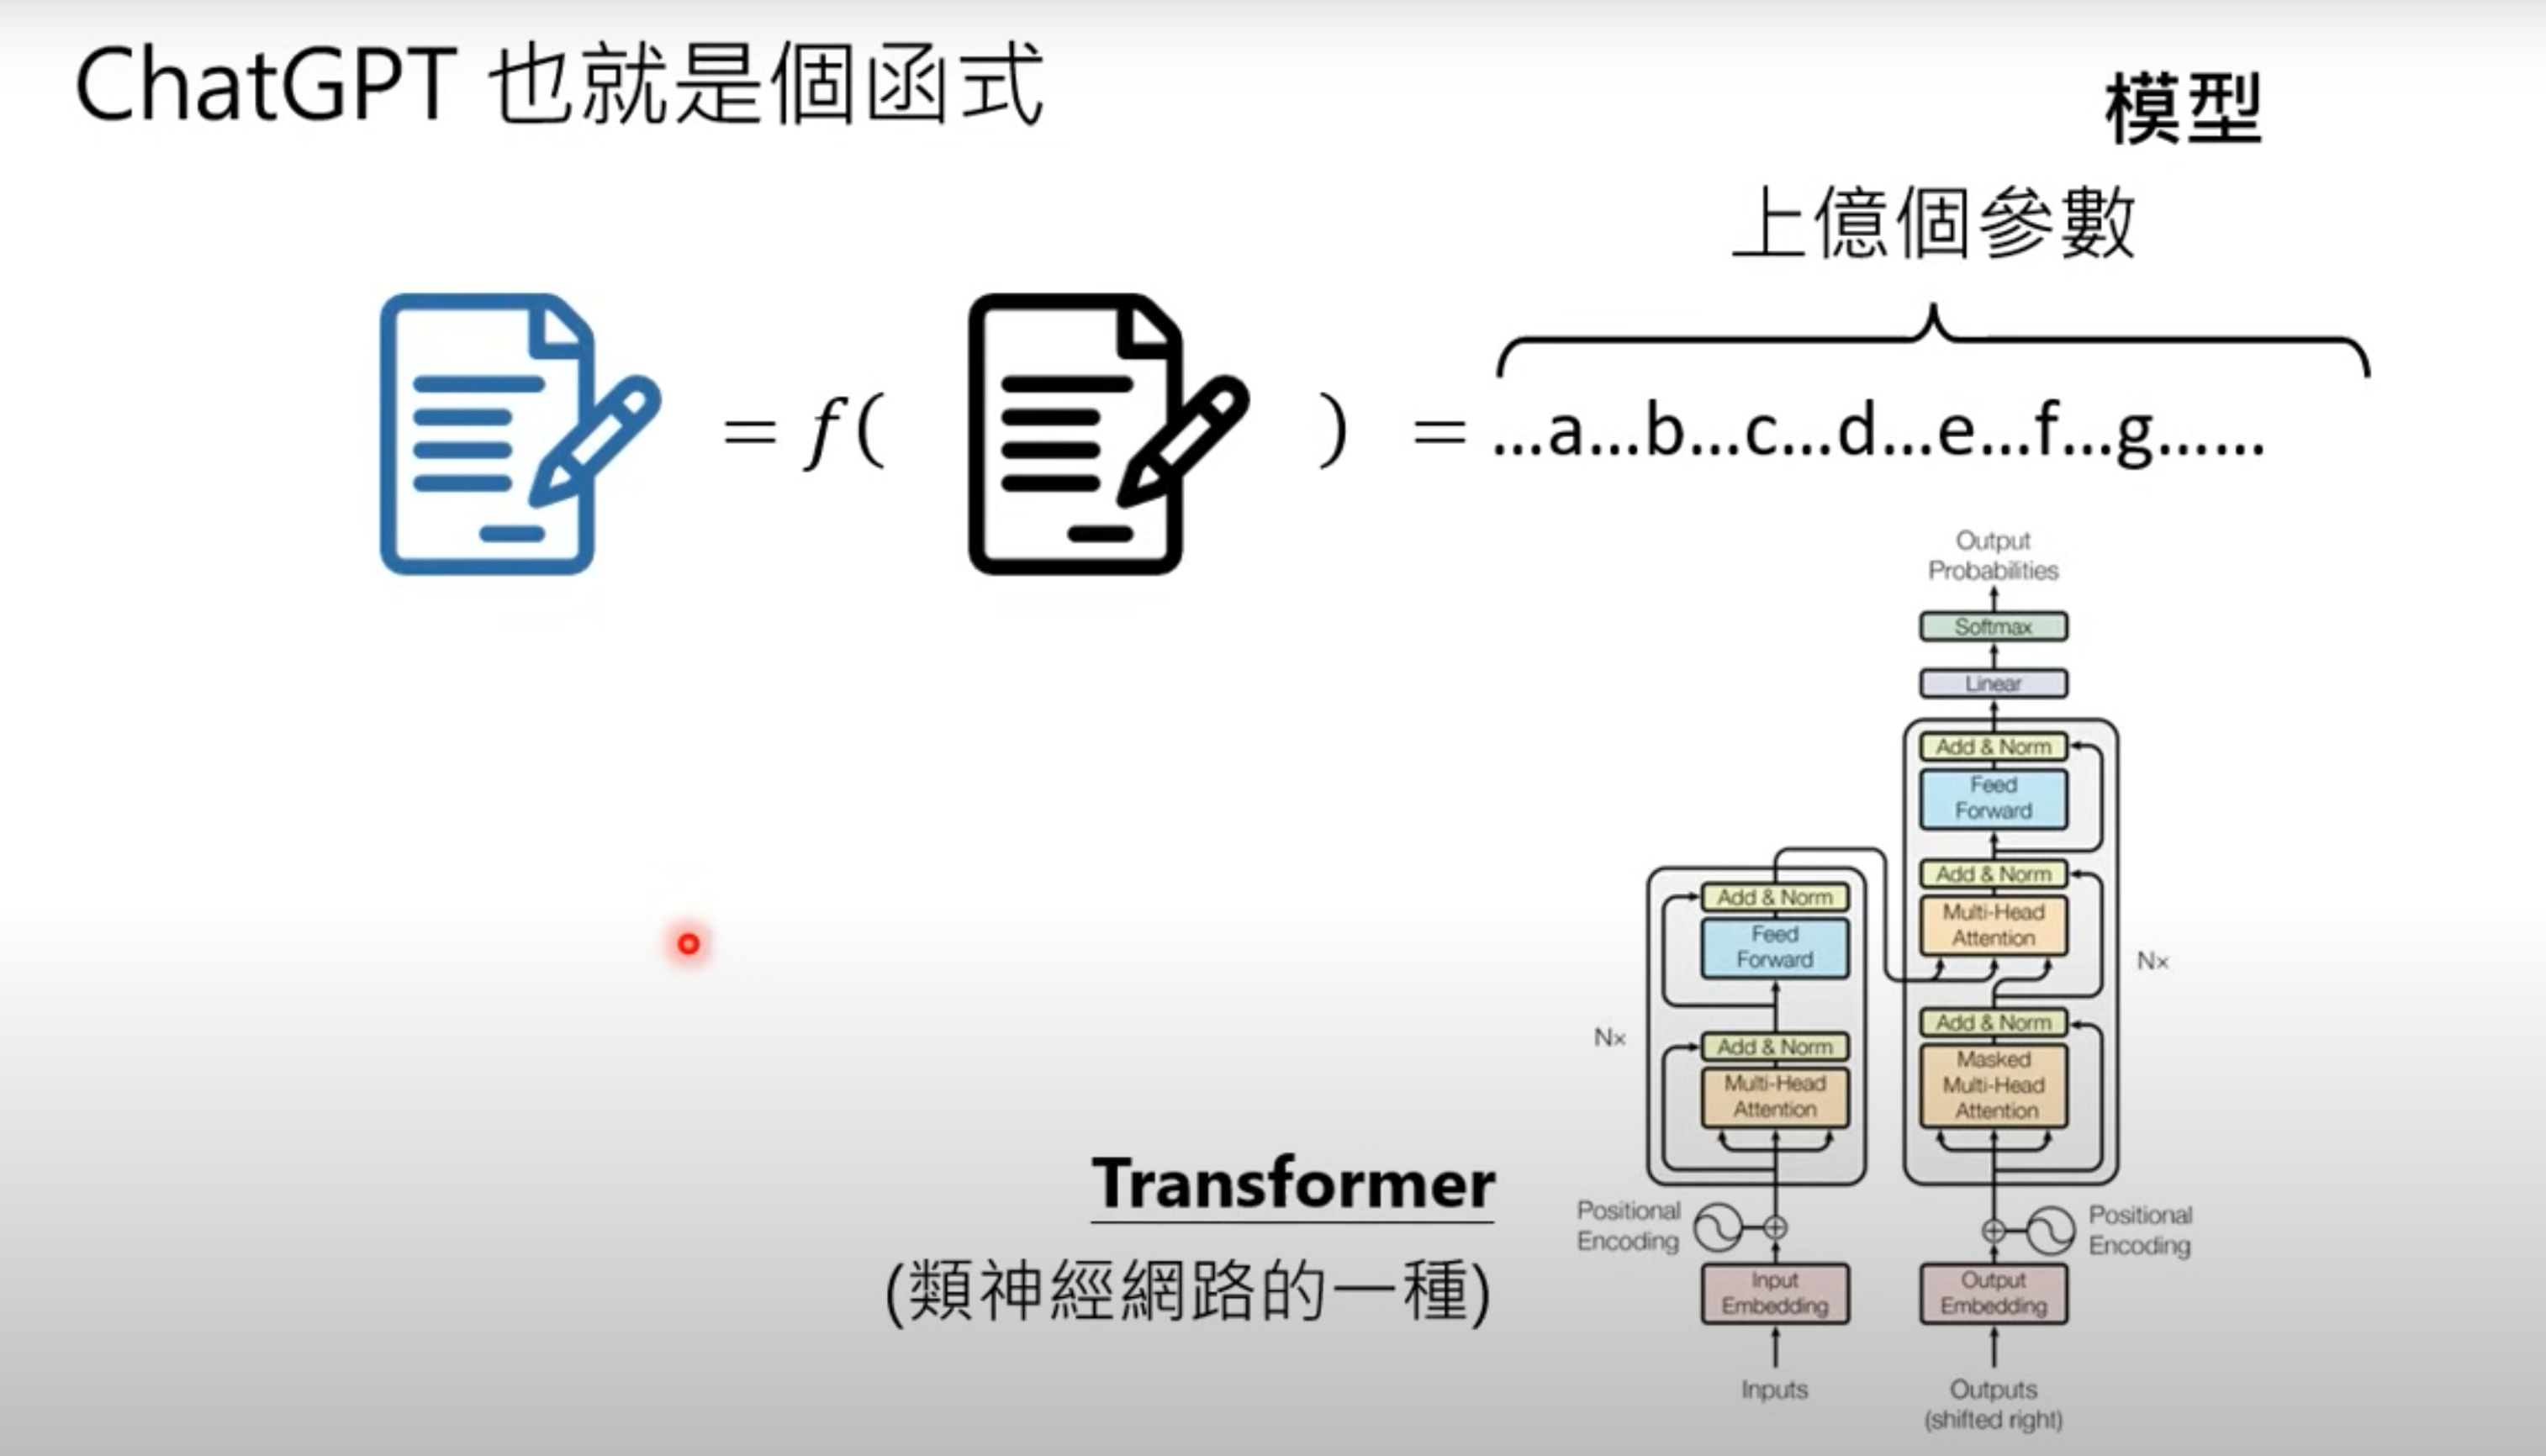 ChatGPT 也就是個函式
模型
上億個參數
= f( ) = ...a...b...c...d...e...f...g......
Output
Probabilities
Softmax
Linear
Add & Norm
Feed
Forward
Add & Norm
Multi-Head
Attention
Nx
Add & Norm
Masked
Multi-Head
Attention
Add & Norm
Feed
Forward
Nx
Add & Norm
Multi-Head
Attention
Transformer
(類神經網路的一種)
Positional
Encoding
Positional
Encoding
Input
Embedding
Output
Embedding
Inputs
Outputs
(shifted right)